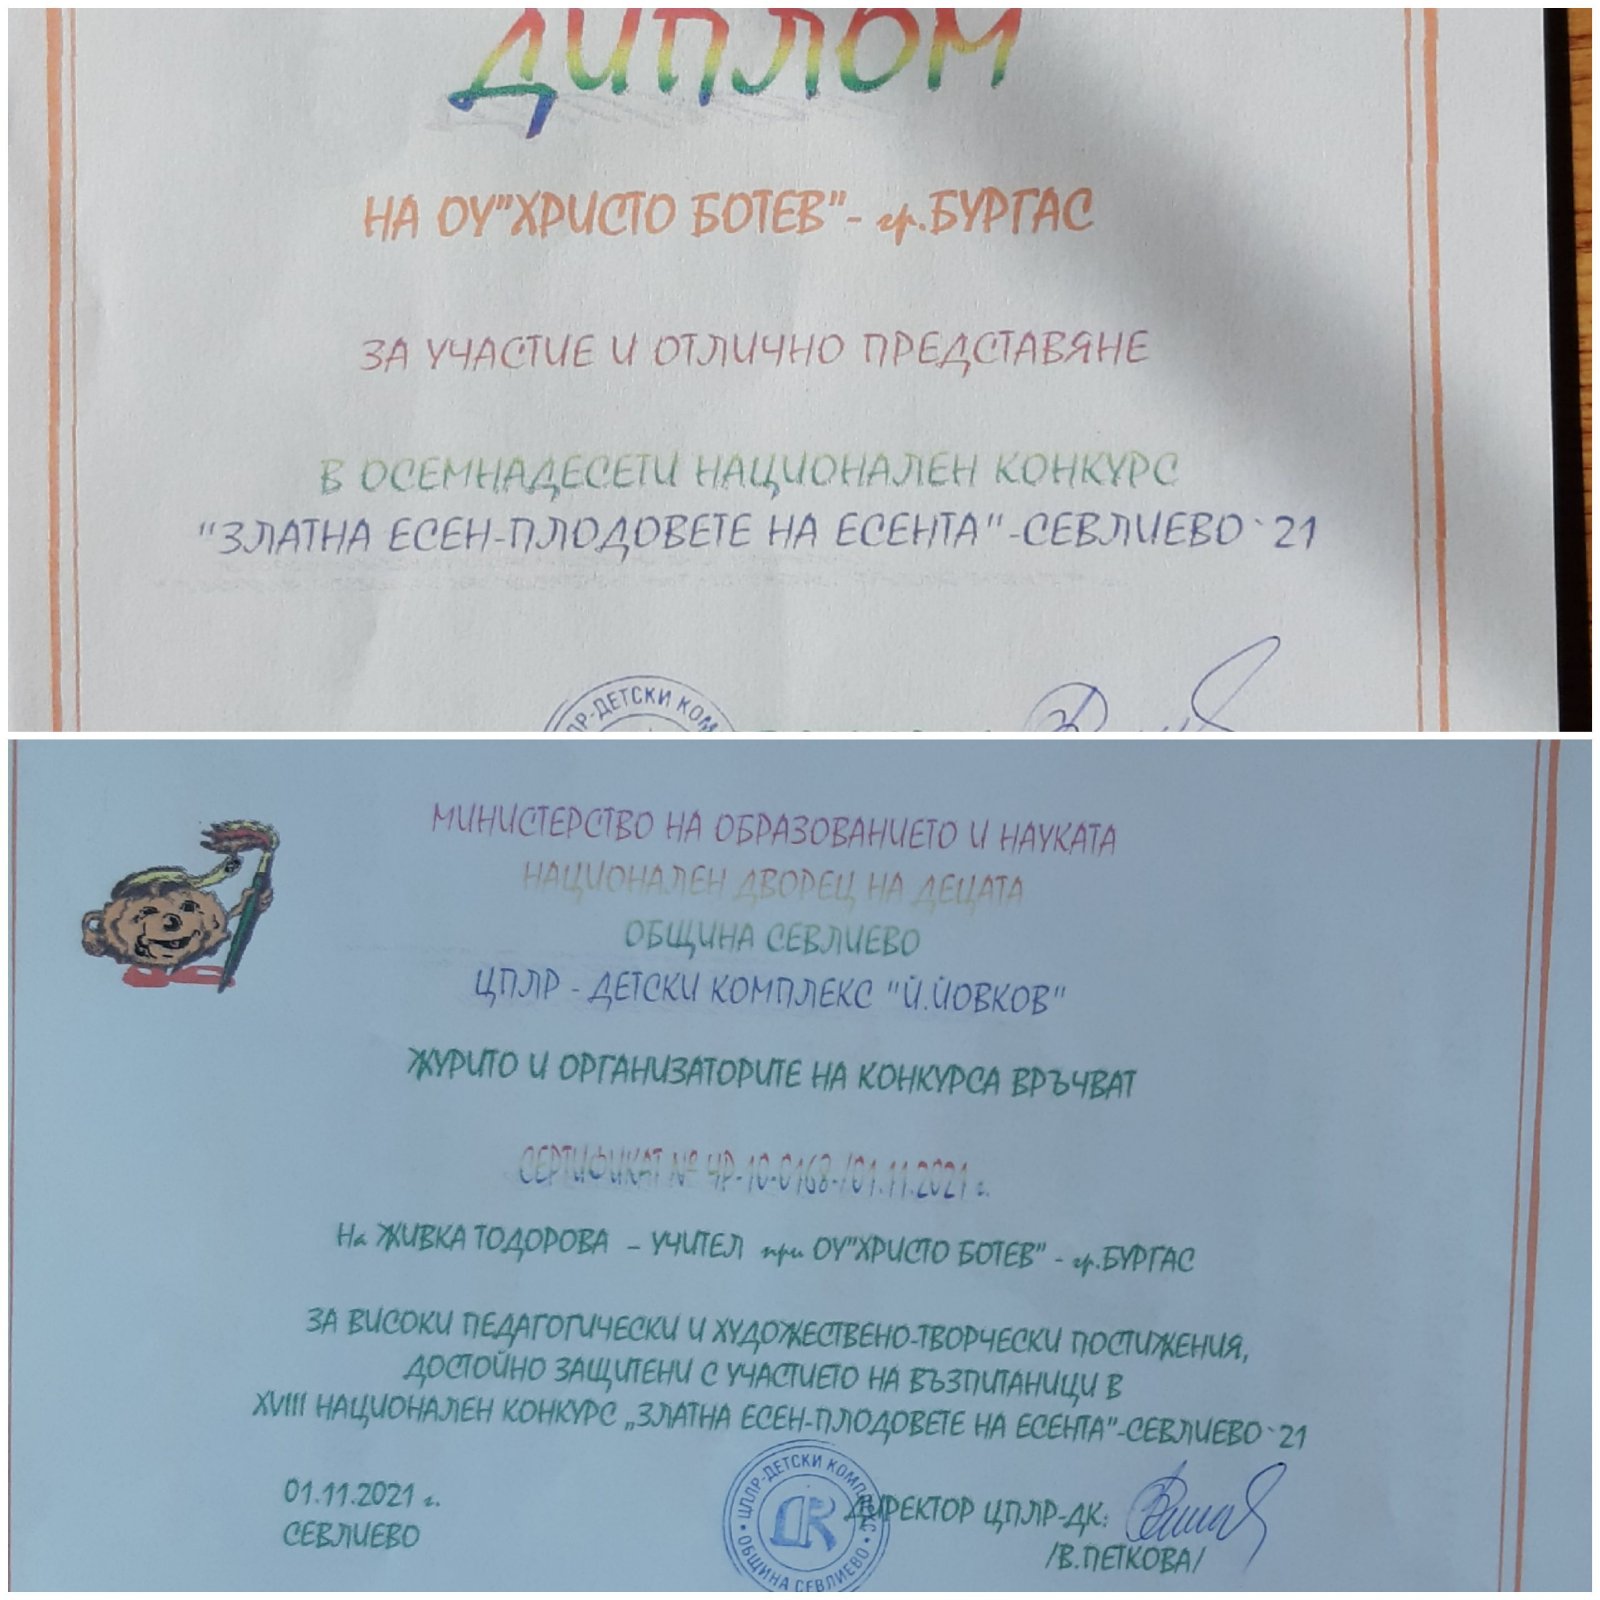 ДИПЛОМ
НА ОУ"ХРИСТО БОТЕВ"- гр.БУРГАС
ЗА УЧАСТИЕ И ОТЛИЧНО ПРЕДСТАВЯНЕ
В ОСЕМНАДЕСЕТИ НАЦИОНАЛЕН КОНКУРС
"ЗЛАТНА ЕСЕН-ПЛОДОВЕТЕ НА ЕСЕНТА"-СЕВЛИЕВО`21
ДЕТСКИ
МИНИСТЕРСТВО НА ОБРАЗОВАНИЕТО И НАУКАТА
НАЦИОНАЛЕН ДВОРЕЦ НА ДЕЦАТА
ОБЩИНА СЕВЛИЕВО
ЦПЛР - ДЕТСКИ КОМПЛЕКС "Й.ЙОВКОВ"
ЖУРИТО И ОРГАНИЗАТОРИТЕ НА КОНКУРСА ВРЪЧВАТ
СЕРТИФИКАТ № ЧР-10-0168-/01.11.2021 г.
На ЖИВКА ТОДОРОВА – УЧИТЕЛ при ОУ"ХРИСТО БОТЕВ" - гр.БУРГАС
ЗА ВИСОКИ ПЕДАГОГИЧЕСКИ И ХУДОЖЕСТВЕНО-ТВОРЧЕСКИ ПОСТИЖЕНИЯ,
ДОСТОЙНО ЗАЩИТЕНИ С УЧАСТИЕТО НА ВЪЗПИТАНИЦИ В
XVIII НАЦИОНАЛЕН КОНКУРС „ЗЛАТНА ЕСЕН-ПЛОДОВЕТЕ НА ЕСЕНТА"-СЕВЛИЕВО`21
01.11.2021 г.
СЕВЛИЕВО
ЦПЛР-ДЕТСКИ КОМПЛЕКС
ОБЩИНА СЕВЛИЕВО
ДИРЕКТОР ЦПЛР-ДК:
/В.ПЕТКОВА/